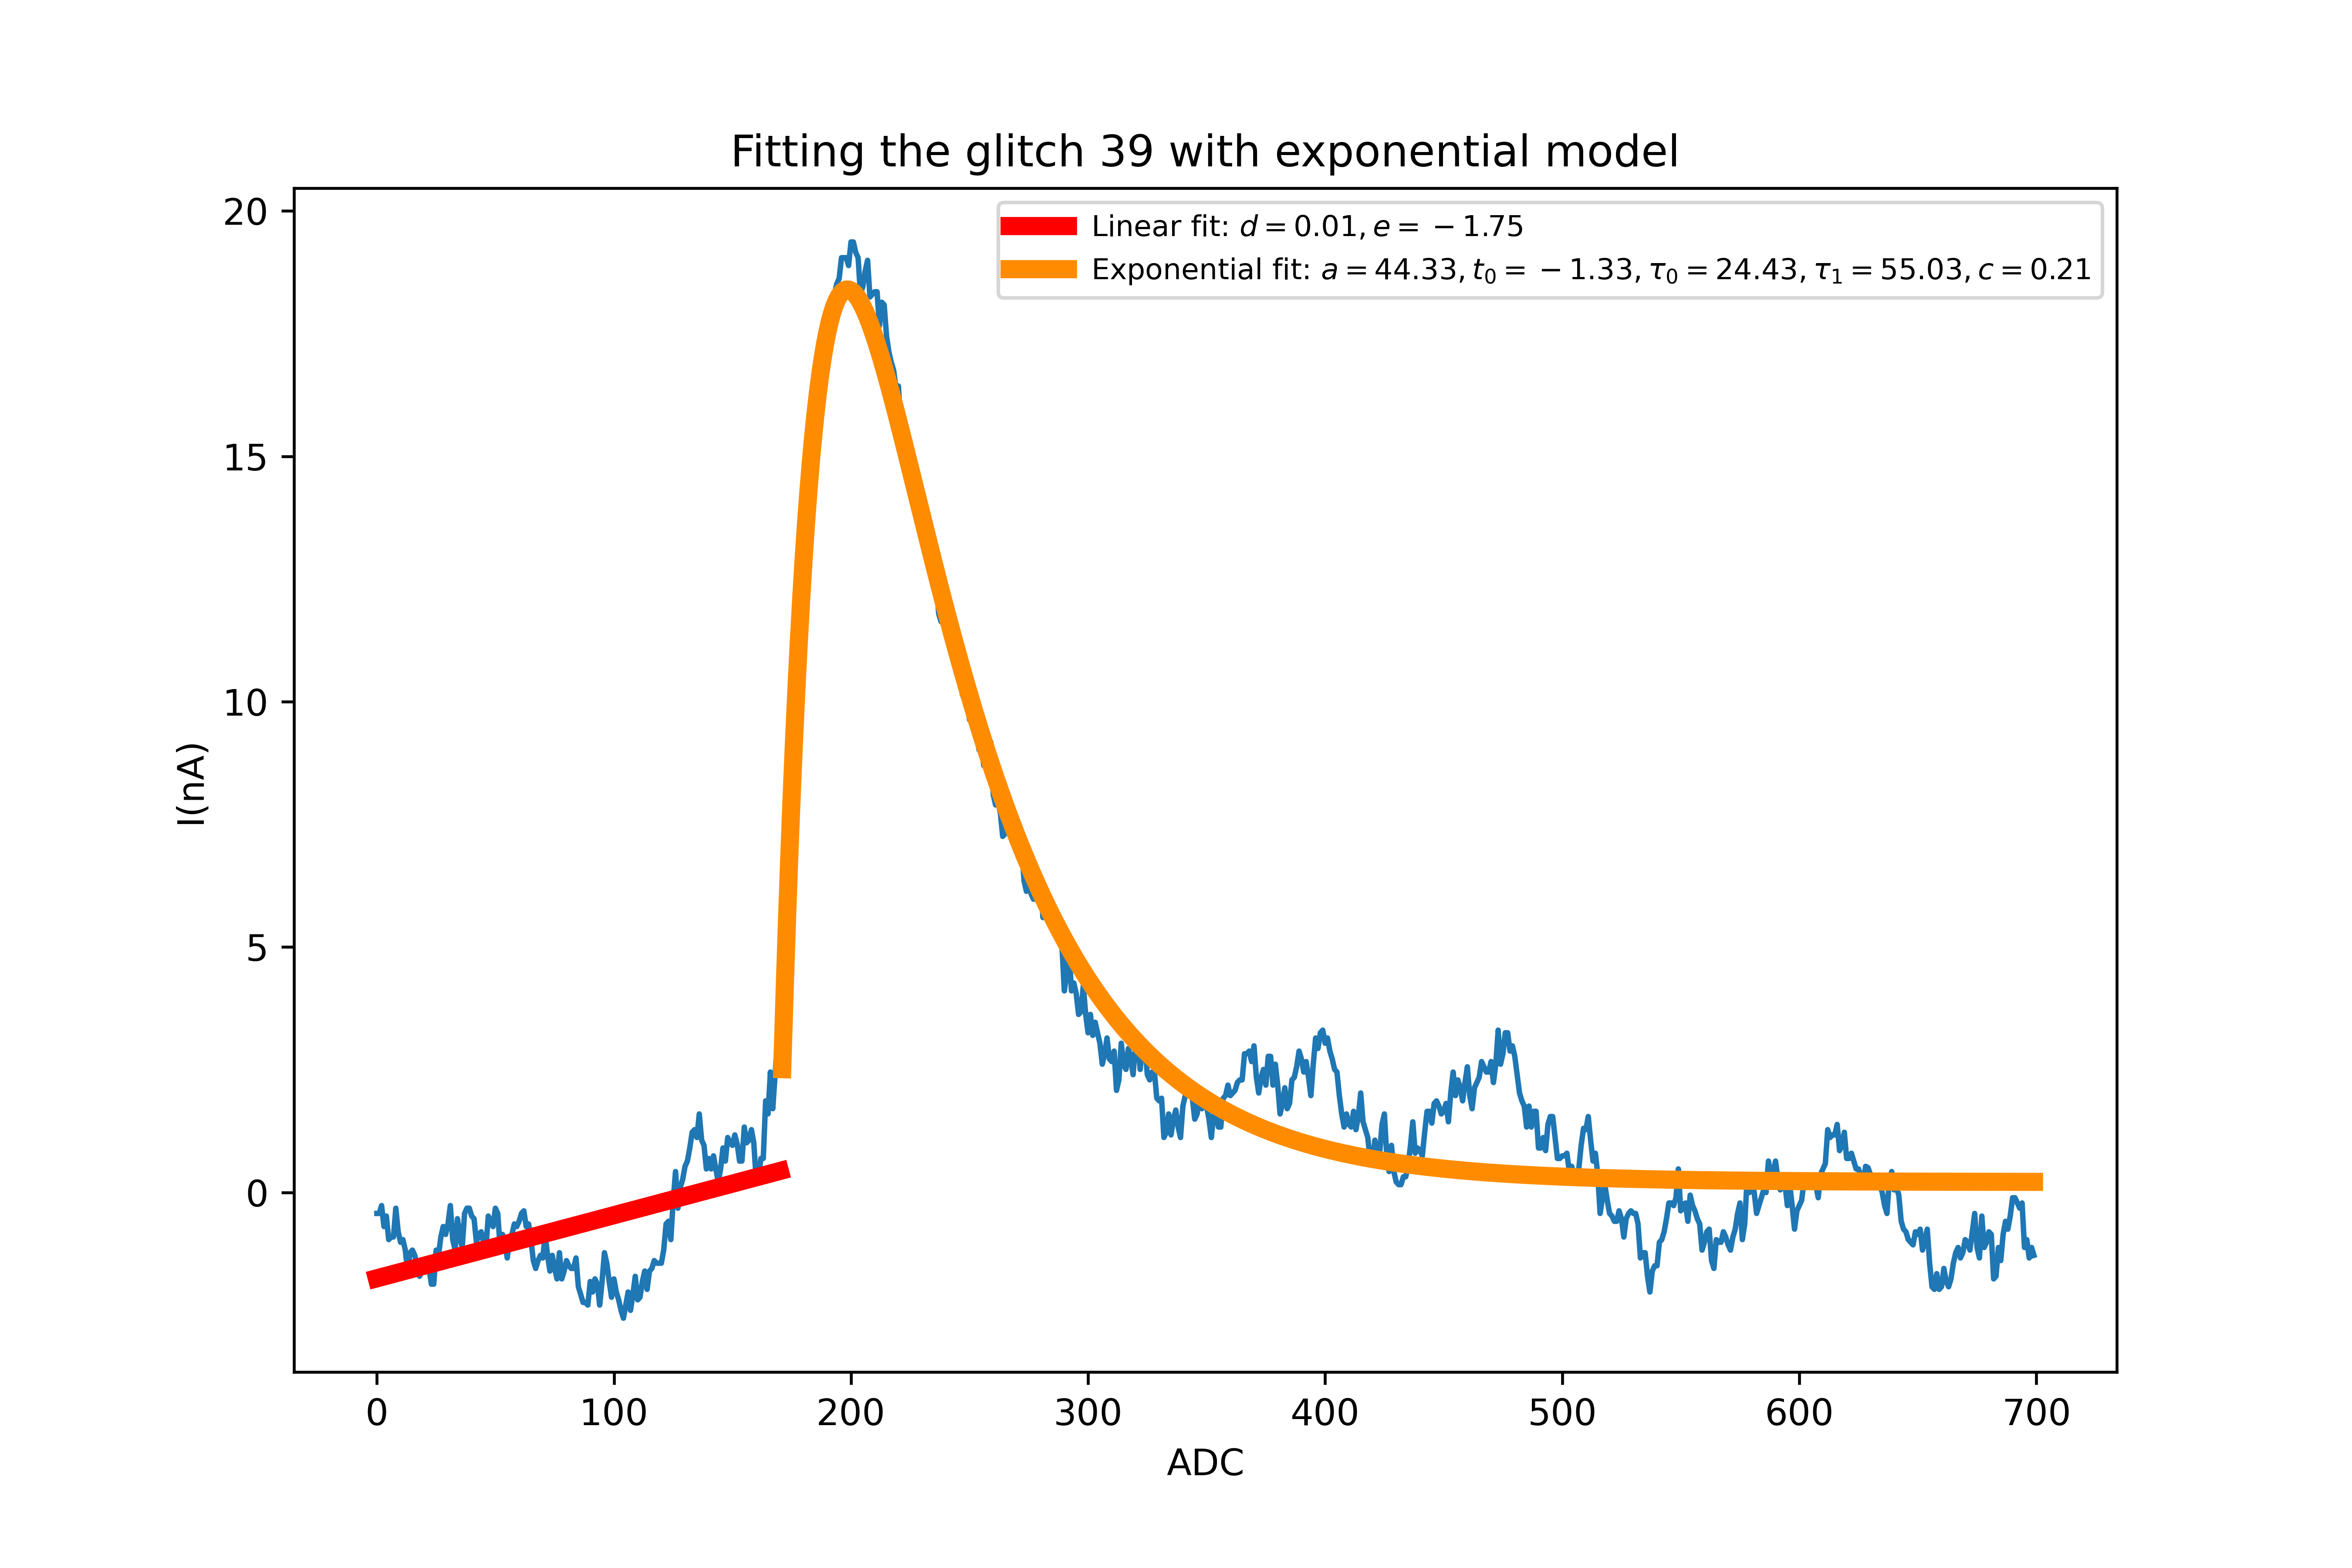 Fitting the glitch 39 with exponential model
Linear fit: d = 0.01, e = −1.75
Exponential fit: a = 44.33, t₀ = −1.33, τ₀ = 24.43, τ₁ = 55.03, c = 0.21
I(nA)
20
15
10
5
0
0 100 200 300 400 500 600 700
ADC